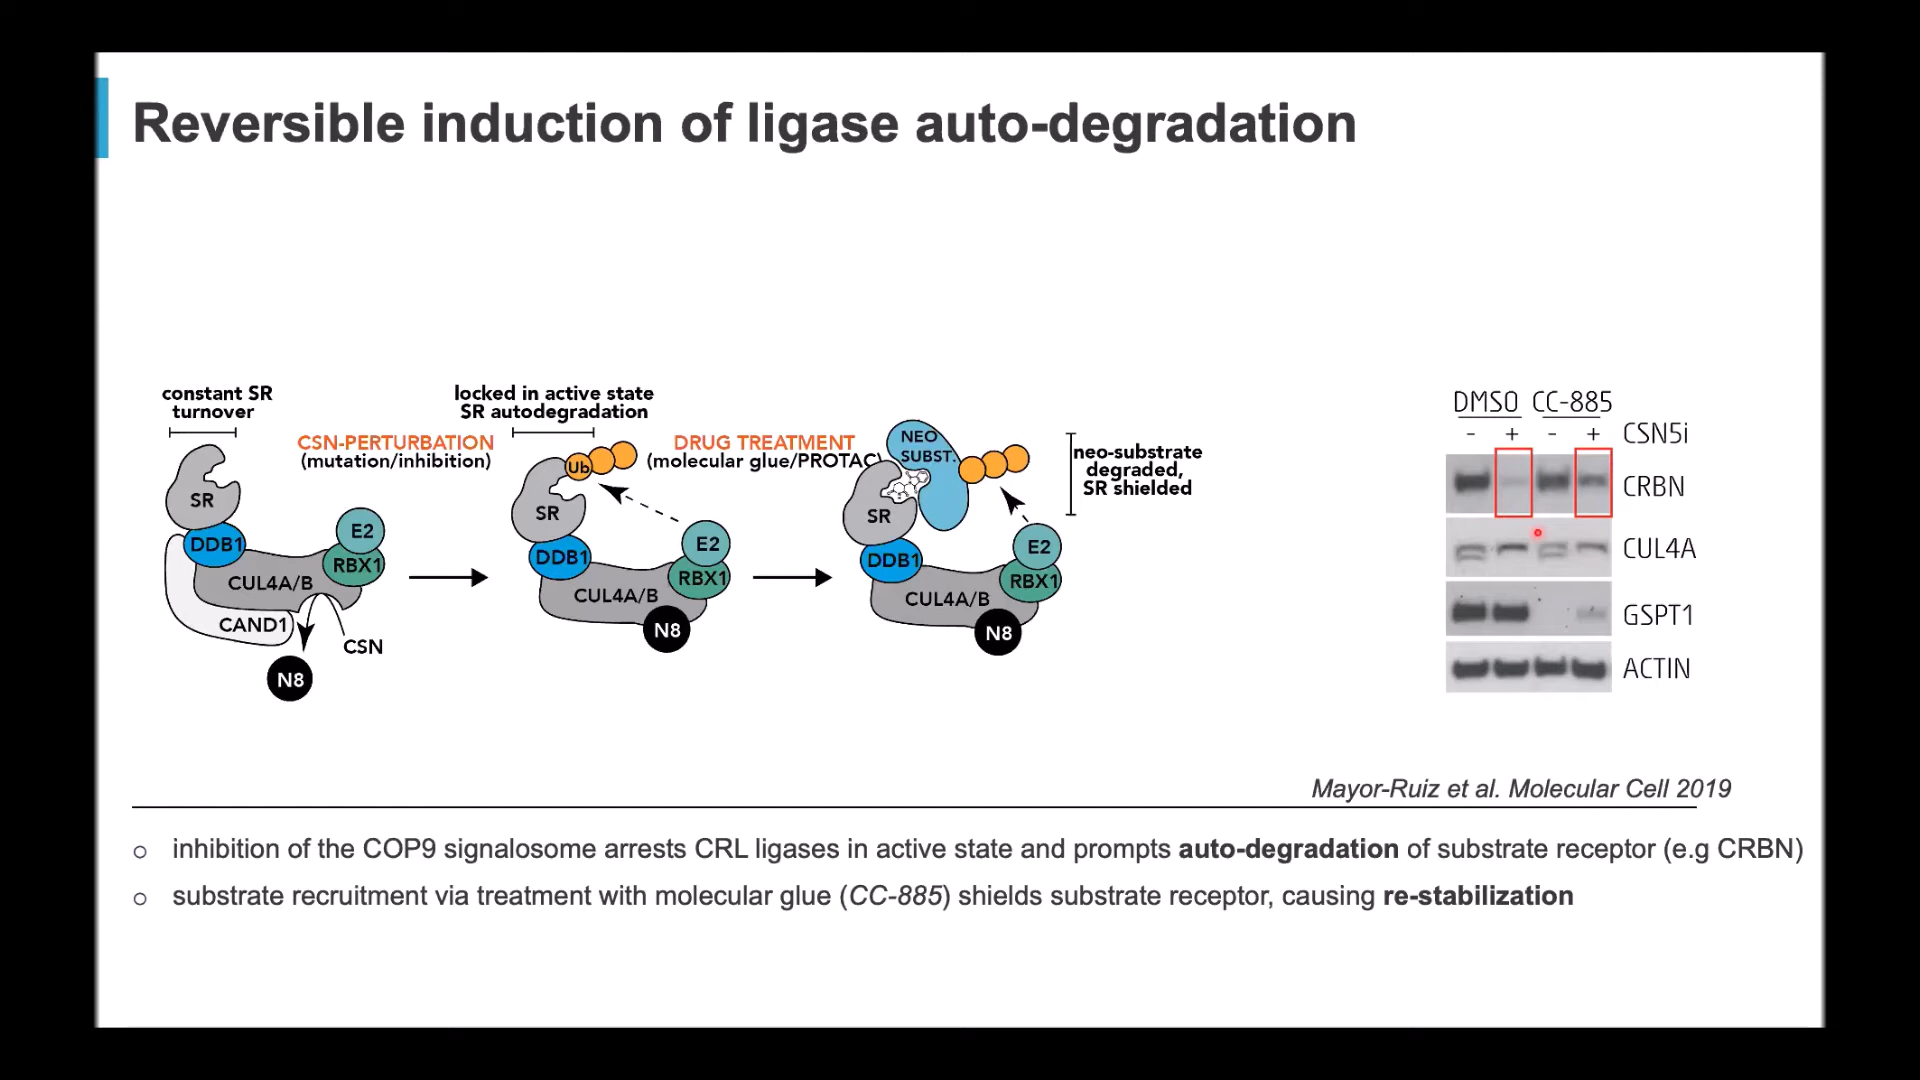 Reversible induction of ligase auto-degradation
constant SR
turnover
SR
DDB1
CUL4A/B
CAND1
E2
RBX1
CSN
N8
CSN-PERTURBATION
(mutation/inhibition)
locked in active state
SR autodegradation
Ub
SR
DDB1
CUL4A/B
E2
RBX1
N8
DRUG TREATMENT
(molecular glue/PROTAC)
NEO
SUBST.
SR
DDB1
CUL4A/B
E2
RBX1
N8
neo-substrate
degraded,
SR shielded
DMSO CC-885
- + - + CSN5i
CRBN
CUL4A
GSPT1
ACTIN
Mayor-Ruiz et al. Molecular Cell 2019
inhibition of the COP9 signalosome arrests CRL ligases in active state and prompts auto-degradation of substrate receptor (e.g CRBN)
substrate recruitment via treatment with molecular glue (CC-885) shields substrate receptor, causing re-stabilization